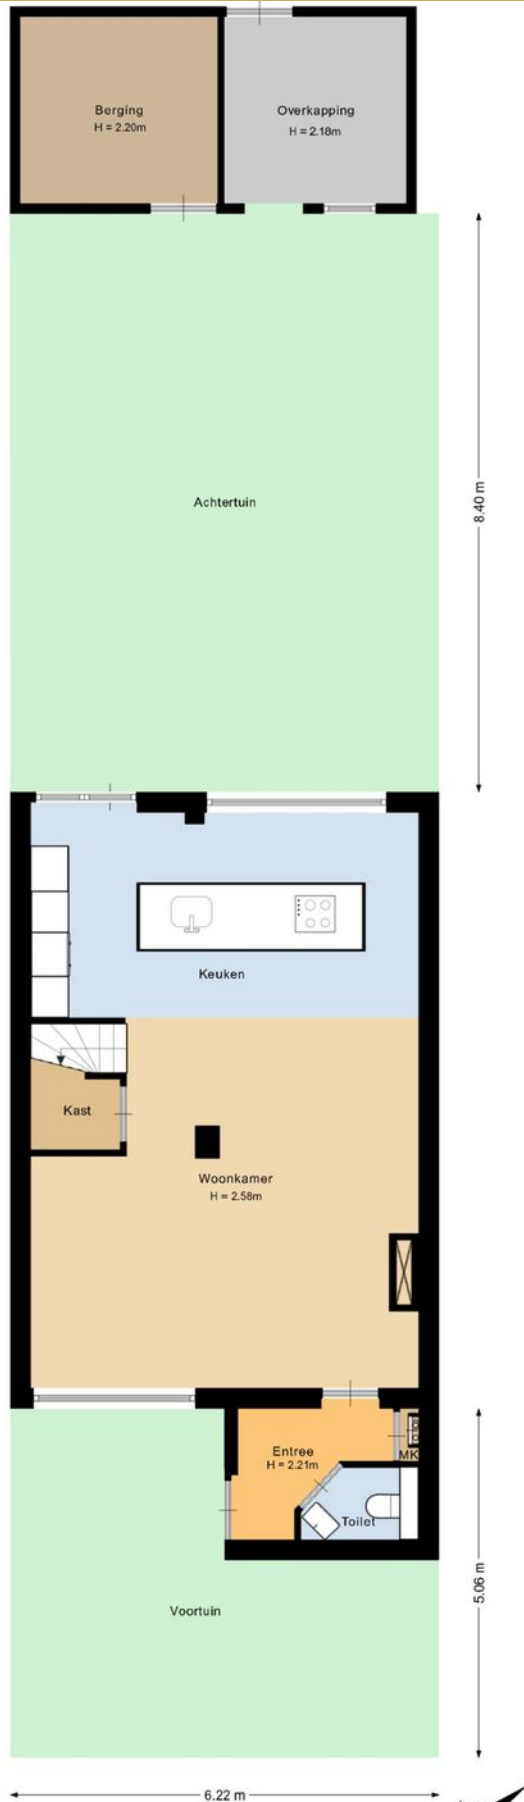 Berging
H = 2.20m
Overkapping
H = 2.18m
Achtertuin
8.40 m
Keuken
Kast
Woonkamer
H = 2.58m
Entree
H = 2.21m
MK
Toilet
Voortuin
5.06 m
6.22 m